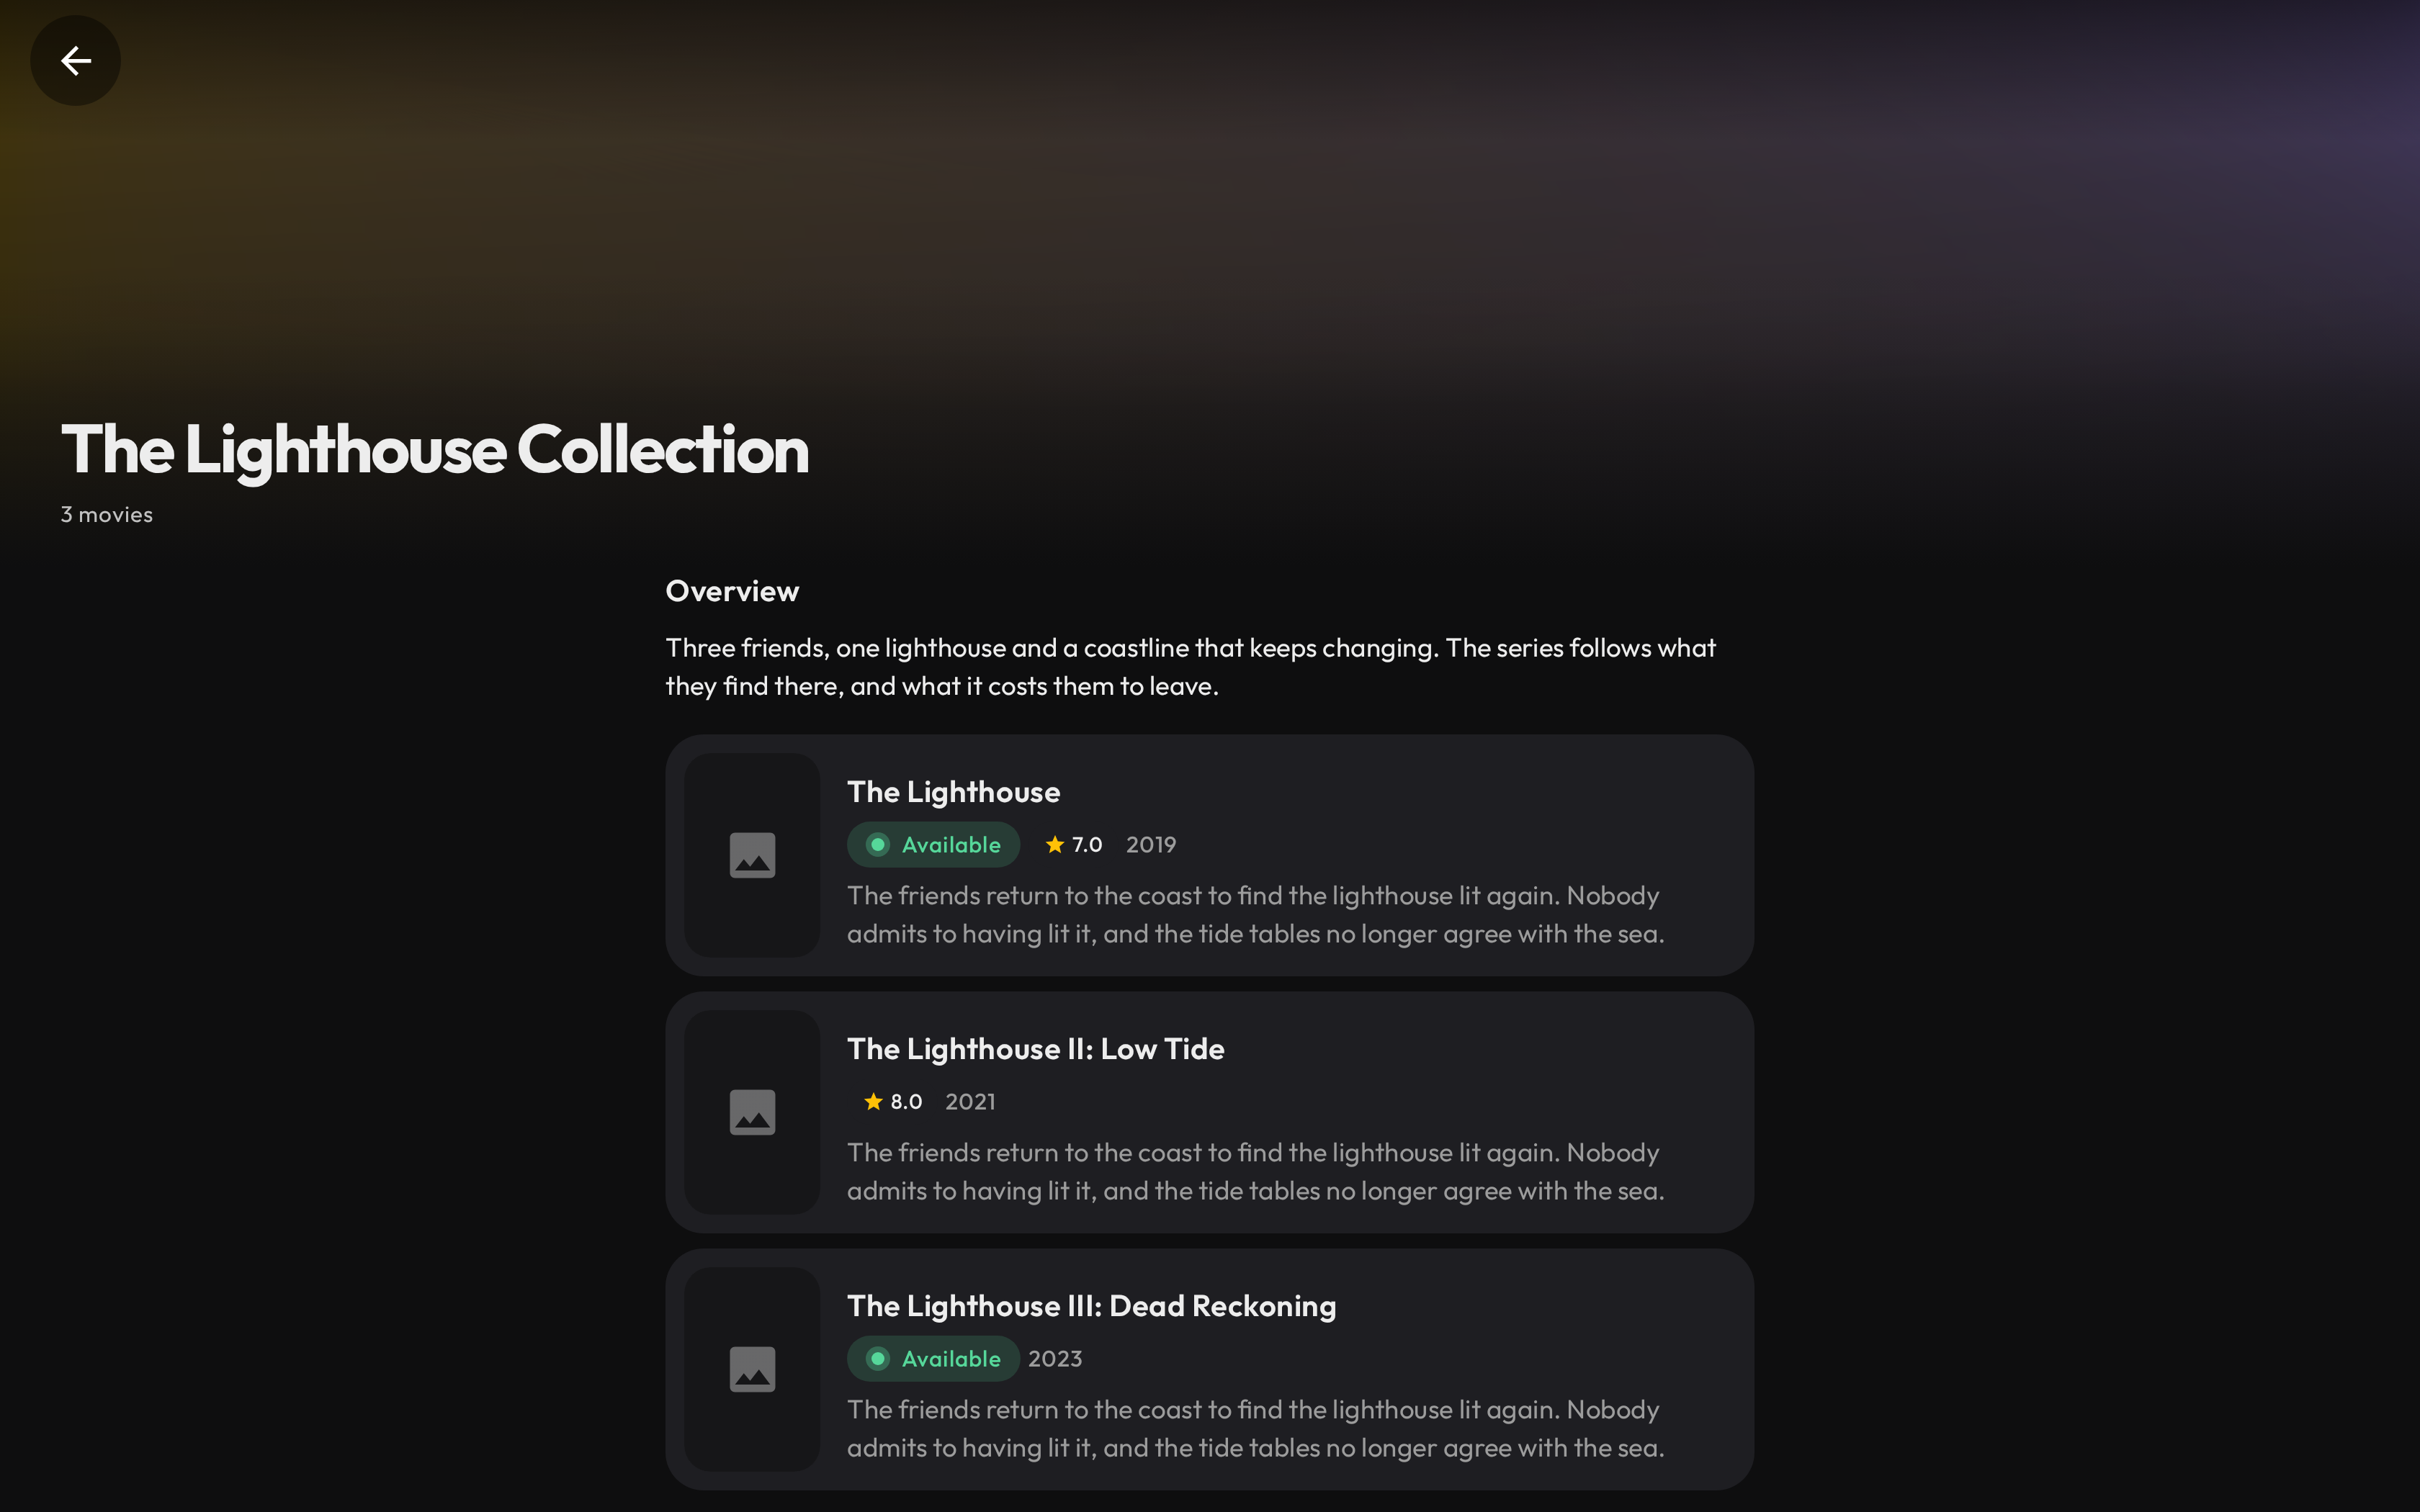 The Lighthouse Collection
3 movies
Overview
Three friends, one lighthouse and a coastline that keeps changing. The series follows what
they find there, and what it costs them to leave.
The Lighthouse
Available 7.0 2019
The friends return to the coast to find the lighthouse lit again. Nobody
admits to having lit it, and the tide tables no longer agree with the sea.
The Lighthouse II: Low Tide
8.0 2021
The friends return to the coast to find the lighthouse lit again. Nobody
admits to having lit it, and the tide tables no longer agree with the sea.
The Lighthouse III: Dead Reckoning
Available 2023
The friends return to the coast to find the lighthouse lit again. Nobody
admits to having lit it, and the tide tables no longer agree with the sea.